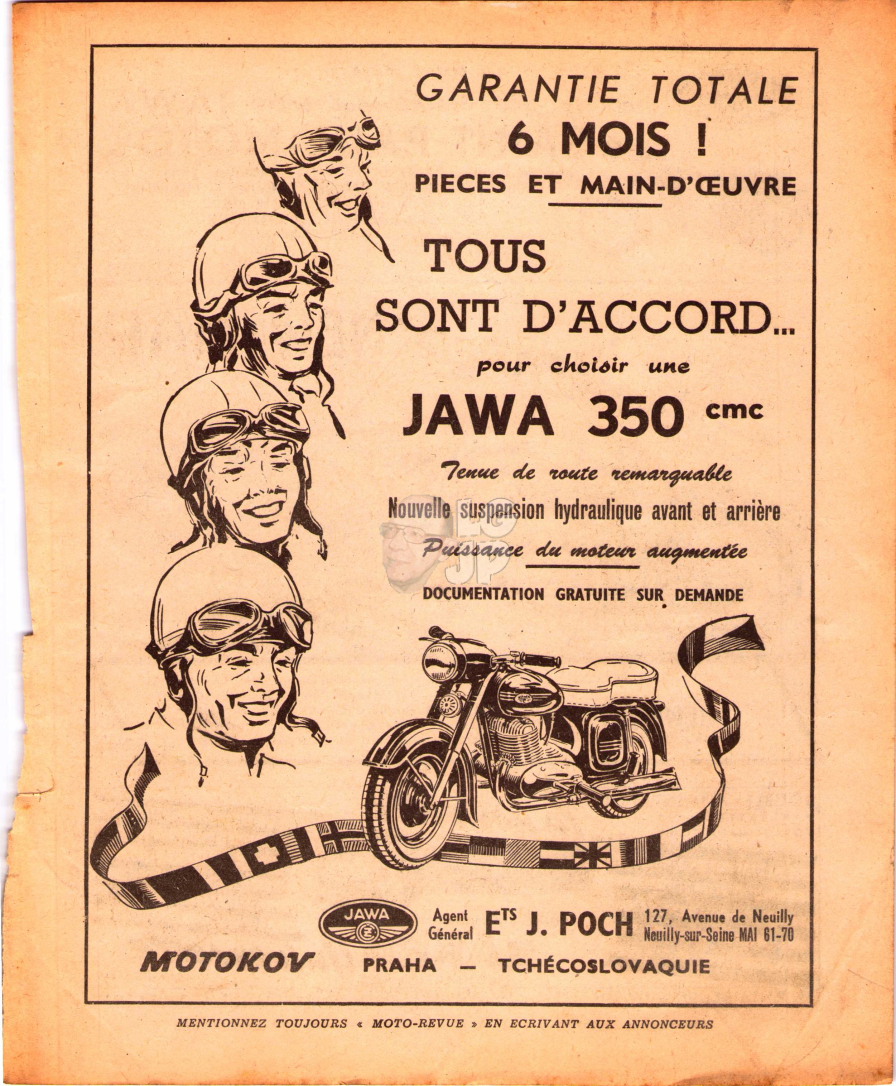 GARANTIE TOTALE
6 MOIS !
PIECES ET MAIN-D'ŒUVRE
TOUS
SONT D'ACCORD...
pour choisir une
JAWA 350 cmc
Tenue de route remarquable
Nouvelle suspension hydraulique avant et arrière
LC
JP
Puissance du moteur augmentée
DOCUMENTATION GRATUITE SUR DEMANDE
JAWA
CZ
Agent
Général
ETS J. POCH
127, Avenue de Neuilly
Neuilly-sur-Seine MAI 61-70
MOTOKOV PRAHA — TCHÉCOSLOVAQUIE
MENTIONNEZ TOUJOURS « MOTO-REVUE » EN ECRIVANT AUX ANNONCEURS